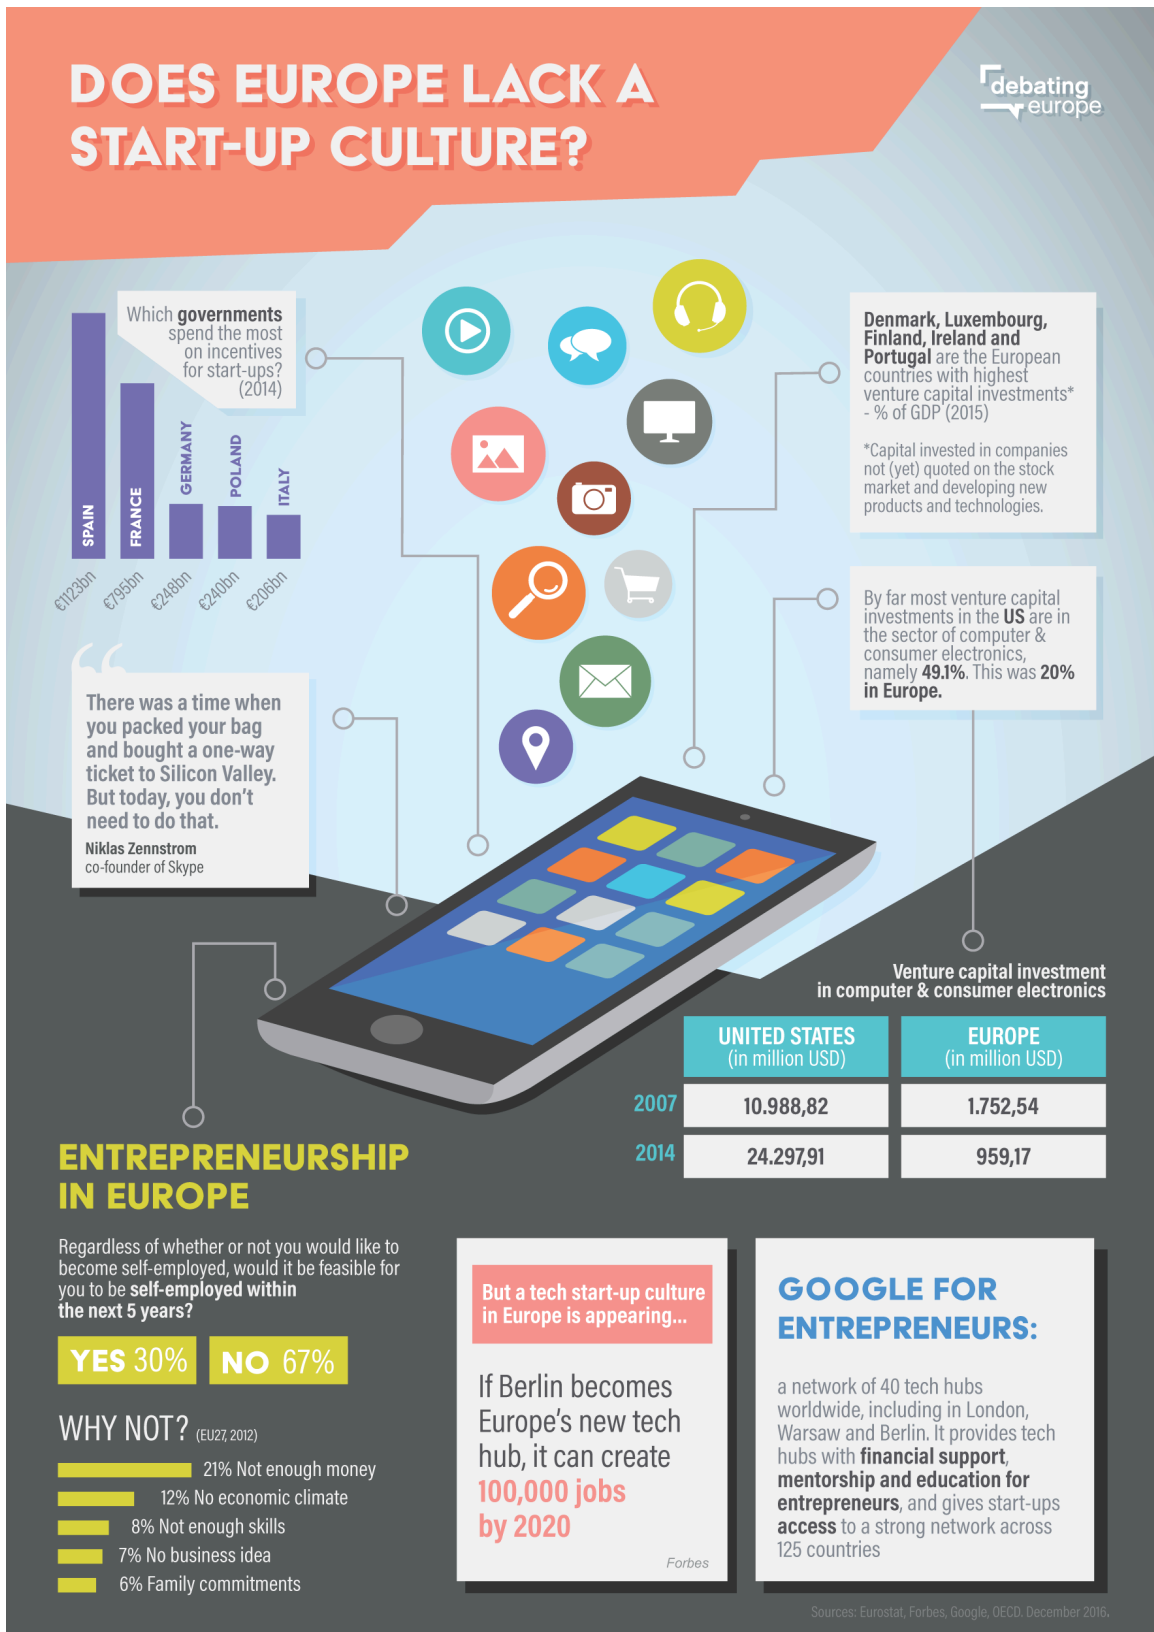 DOES EUROPE LACK A
START-UP CULTURE?
debating
europe
Which governments
spend the most
on incentives
for start-ups?
(2014)
SPAIN
FRANCE
GERMANY
POLAND
ITALY
€1123bn
€795bn
€248bn
€240bn
€206bn
Denmark, Luxembourg,
Finland, Ireland and
Portugal are the European
countries with highest
venture capital investments*
- % of GDP (2015)
*Capital invested in companies
not (yet) quoted on the stock
market and developing new
products and technologies.
By far most venture capital
investments in the US are in
the sector of computer &
consumer electronics,
namely 49.1%. This was 20%
in Europe.
“
There was a time when
you packed your bag
and bought a one-way
ticket to Silicon Valley.
But today, you don't
need to do that.
Niklas Zennstrom
co-founder of Skype
Venture capital investment
in computer & consumer electronics
UNITED STATES
(in million USD)
EUROPE
(in million USD)
2007 10.988,82 1.752,54
2014 24.297,91 959,17
ENTREPRENEURSHIP
IN EUROPE
Regardless of whether or not you would like to
become self-employed, would it be feasible for
you to be self-employed within
the next 5 years?
YES 30% NO 67%
WHY NOT? (EU27, 2012)
21% Not enough money
12% No economic climate
8% Not enough skills
7% No business idea
6% Family commitments
But a tech start-up culture
in Europe is appearing...
If Berlin becomes
Europe's new tech
hub, it can create
100,000 jobs
by 2020
Forbes
GOOGLE FOR
ENTREPRENEURS:
a network of 40 tech hubs
worldwide, including in London,
Warsaw and Berlin. It provides tech
hubs with financial support,
mentorship and education for
entrepreneurs, and gives start-ups
access to a strong network across
125 countries
Sources: Eurostat, Forbes, Google, OECD. December 2016.